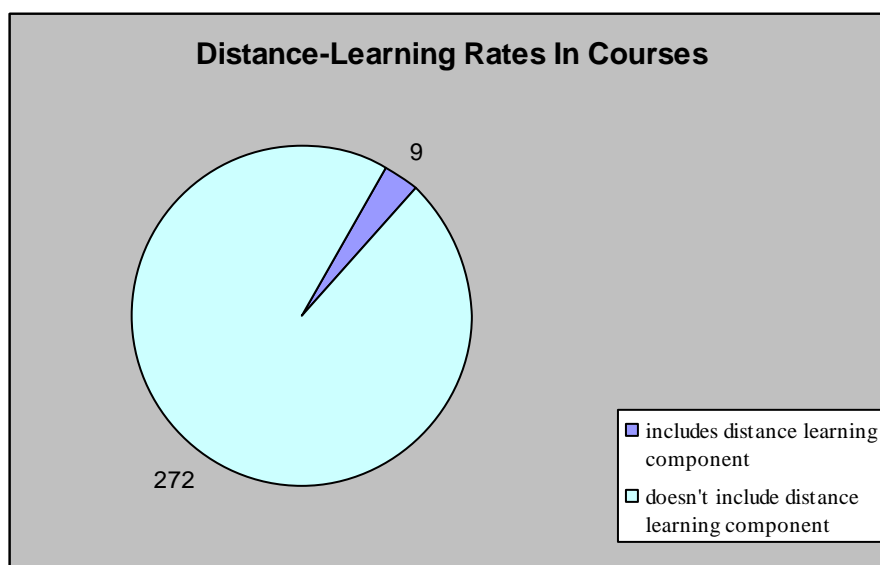 Distance-Learning Rates In Courses
9
272
includes distance learning
component
doesn't include distance
learning component